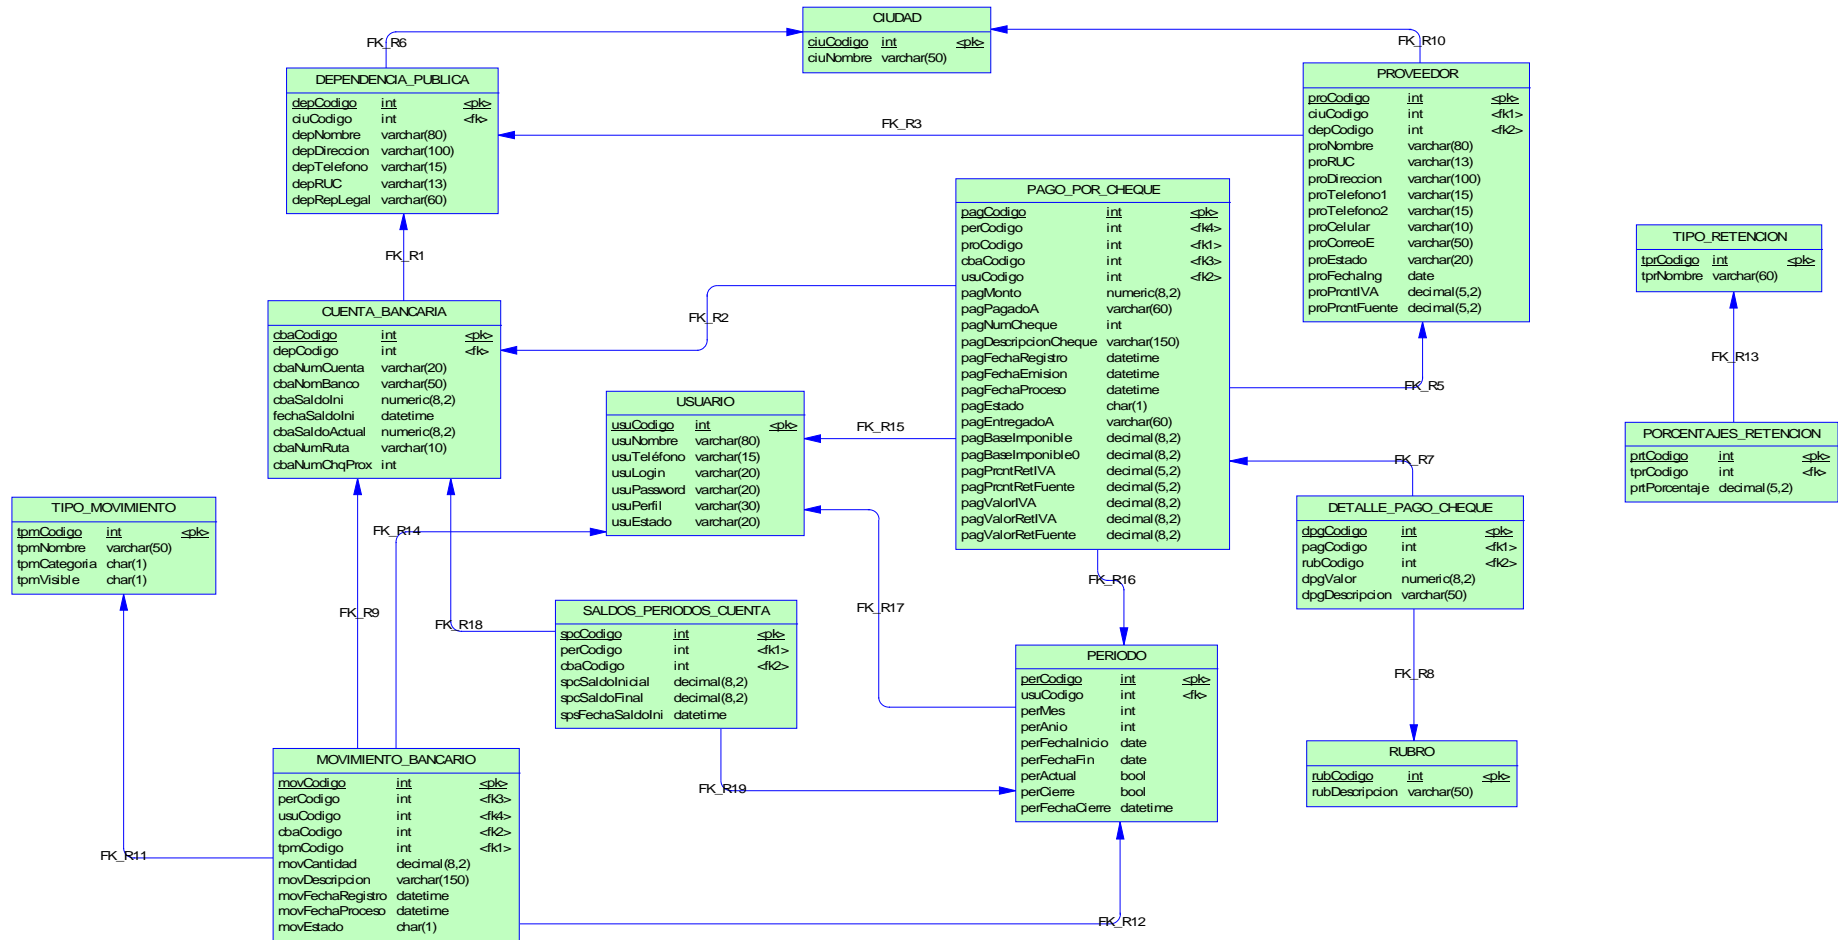 CIUDAD
ciuCodigo int <pk>
ciuNombre varchar(50)
FK_R6
FK_R10
DEPENDENCIA_PUBLICA
depCodigo int <pk>
ciuCodigo int <fk>
depNombre varchar(80)
depDireccion varchar(100)
depTelefono varchar(15)
depRUC varchar(13)
depRepLegal varchar(60)
FK_R3
PROVEEDOR
proCodigo int <pk>
ciuCodigo int <fk1>
depCodigo int <fk2>
proNombre varchar(80)
proRUC varchar(13)
proDireccion varchar(100)
proTelefono1 varchar(15)
proTelefono2 varchar(15)
proCelular varchar(10)
proCorreoE varchar(50)
proEstado varchar(20)
proFechaIng date
proPrcntIVA decimal(5,2)
proPrcntFuente decimal(5,2)
FK_R1
PAGO_POR_CHEQUE
pagCodigo int <pk>
perCodigo int <fk4>
proCodigo int <fk1>
cbaCodigo int <fk3>
usuCodigo int <fk2>
pagMonto numeric(8,2)
pagPagadoA varchar(60)
pagNumCheque int
pagDescripcionCheque varchar(150)
pagFechaRegistro datetime
pagFechaEmision datetime
pagFechaProceso datetime
pagEstado char(1)
pagEntregadoA varchar(60)
pagBaseImponible decimal(8,2)
pagBaseImponible0 decimal(8,2)
pagPrcntRetIVA decimal(5,2)
pagPrcntRetFuente decimal(5,2)
pagValorIVA decimal(8,2)
pagValorRetIVA decimal(8,2)
pagValorRetFuente decimal(8,2)
TIPO_RETENCION
tprCodigo int <pk>
tprNombre varchar(60)
FK_R13
PORCENTAJES_RETENCION
prtCodigo int <pk>
tprCodigo int <fk>
prtPorcentaje decimal(5,2)
CUENTA_BANCARIA
cbaCodigo int <pk>
depCodigo int <fk>
cbaNumCuenta varchar(20)
cbaNomBanco varchar(50)
cbaSaldoIni numeric(8,2)
fechaSaldoIni datetime
cbaSaldoActual numeric(8,2)
cbaNumRuta varchar(10)
cbaNumChqProx int
FK_R2
FK_R5
USUARIO
usuCodigo int <pk>
usuNombre varchar(80)
usuTeléfono varchar(15)
usuLogin varchar(20)
usuPassword varchar(20)
usuPerfil varchar(30)
usuEstado varchar(20)
FK_R15
FK_R7
DETALLE_PAGO_CHEQUE
dpgCodigo int <pk>
pagCodigo int <fk1>
rubCodigo int <fk2>
dpgValor numeric(8,2)
dpgDescripcion varchar(50)
TIPO_MOVIMIENTO
tpmCodigo int <pk>
tpmNombre varchar(50)
tpmCategoria char(1)
tpmVisible char(1)
FK_R14
FK_R16
FK_R9
FK_R18
FK_R17
SALDOS_PERIODOS_CUENTA
spcCodigo int <pk>
perCodigo int <fk1>
cbaCodigo int <fk2>
spcSaldoInicial decimal(8,2)
spcSaldoFinal decimal(8,2)
spsFechaSaldoIni datetime
PERIODO
perCodigo int <pk>
usuCodigo int <fk>
perMes int
perAnio int
perFechaInicio date
perFechaFin date
perActual bool
perCierre bool
perFechaCierre datetime
FK_R8
RUBRO
rubCodigo int <pk>
rubDescripcion varchar(50)
FK_R19
MOVIMIENTO_BANCARIO
movCodigo int <pk>
perCodigo int <fk3>
usuCodigo int <fk4>
cbaCodigo int <fk2>
tpmCodigo int <fk1>
movCantidad decimal(8,2)
movDescripcion varchar(150)
movFechaRegistro datetime
movFechaProceso datetime
movEstado char(1)
FK_R11
FK_R12